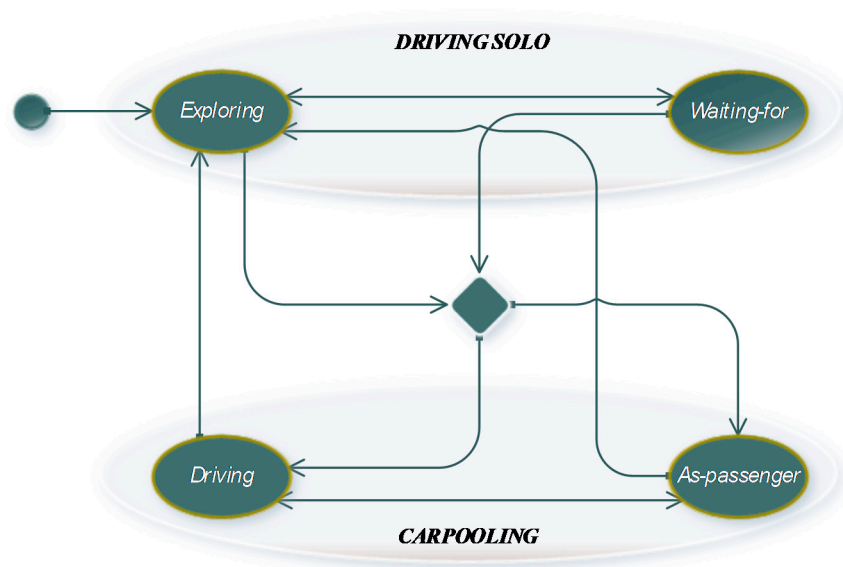 DRIVING SOLO
Exploring
Waiting-for
Driving
As-passenger
CARPOOLING